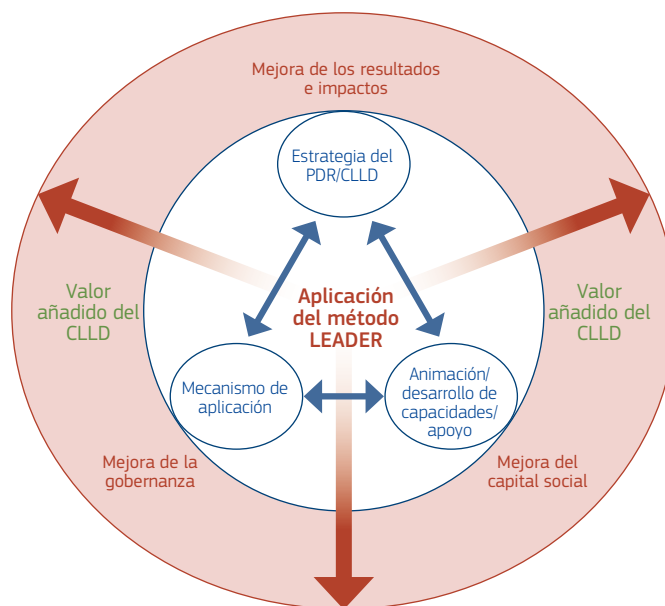 Mejora de los resultados
e impactos
Estrategia del
PDR/CLLD
Valor
añadido del
CLLD
Aplicación
del método
LEADER
Valor
añadido del
CLLD
Mecanismo de
aplicación
Animación/
desarrollo de
capacidades/
apoyo
Mejora de la
gobernanza
Mejora del
capital social